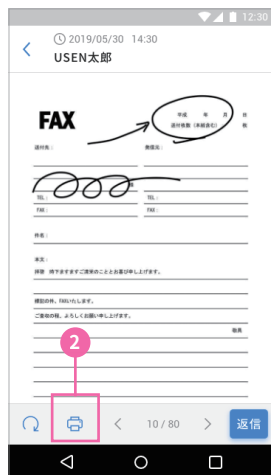 12:30
2019/05/30 14:30
USEN太郎
FAX
平成 年 月 日
送付枚数（本紙含む） 枚
送付先：
発信元：
様
TEL：
TEL：
FAX：
FAX：
件名：
本文：
拝啓 時下ますますご清栄のこととお喜び申し上げます。
標記の件、FAXいたします。
ご査収の程、よろしくお願い申し上げます。
敬具
2
10 / 80
返信